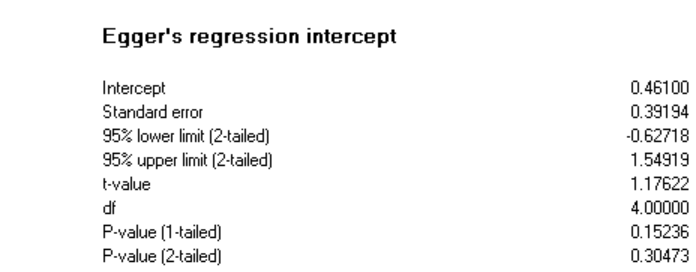 Egger's regression intercept
Intercept 0.46100
Standard error 0.39194
95% lower limit (2-tailed) -0.62718
95% upper limit (2-tailed) 1.54919
t-value 1.17622
df 4.00000
P-value (1-tailed) 0.15236
P-value (2-tailed) 0.30473